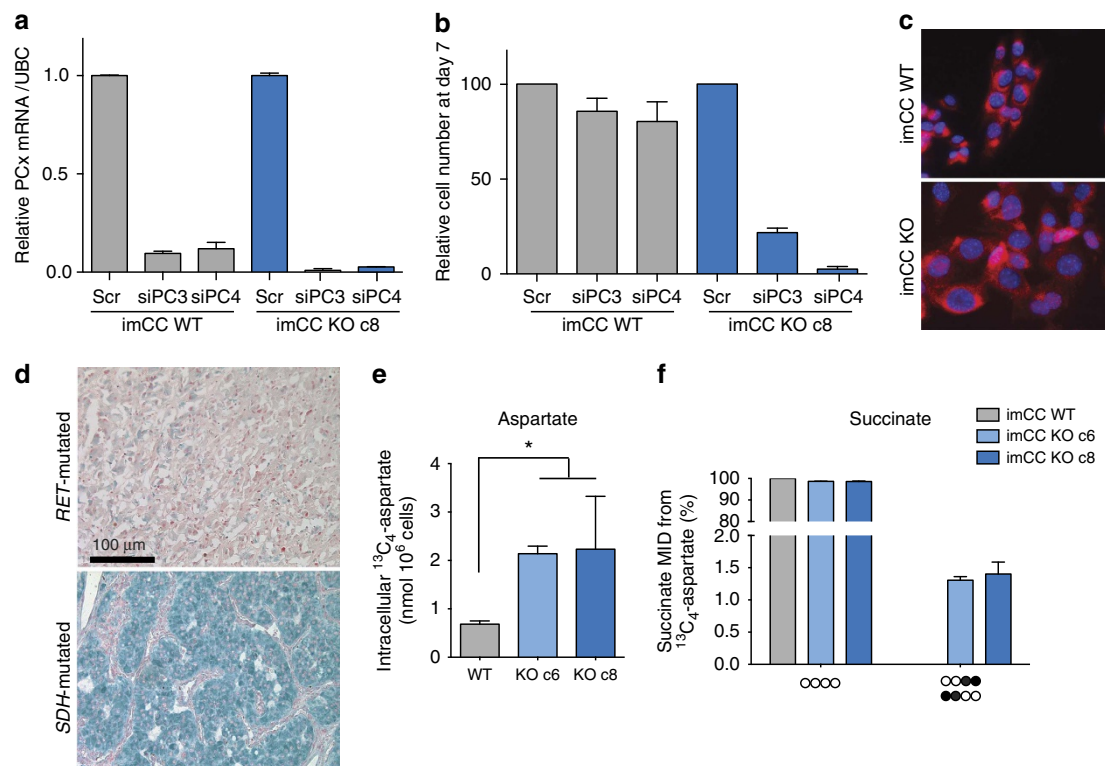 a
Relative PCx mRNA /UBC
1.0
0.5
0.0
Scr siPC3 siPC4 Scr siPC3 siPC4
imCC WT imCC KO c8
b
Relative cell number at day 7
100
50
0
Scr siPC3 siPC4 Scr siPC3 siPC4
imCC WT imCC KO c8
c
imCC WT
imCC KO
d
RET-mutated
100 μm
SDH-mutated
e
Aspartate
*
Intracellular ¹³C₄-aspartate
(nmol 10⁶ cells)
4
3
2
1
0
WT KO c6 KO c8
f
Succinate
imCC WT
imCC KO c6
imCC KO c8
Succinate MID from
¹³C₄-aspartate (%)
100
90
80
2.0
1.5
1.0
0.5
0.0